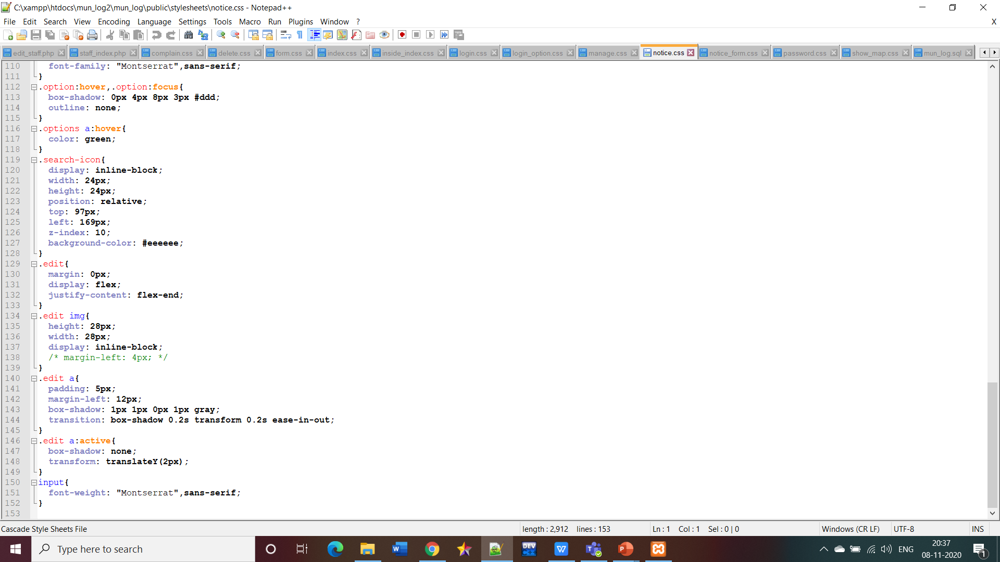 C:\xampp\htdocs\mun_log2\mun_log\public\stylesheets\notice.css - Notepad++
File Edit Search View Encoding Language Settings Tools Macro Run Plugins Window ? X
edit_staff.php staff_index.php complain.css delete.css form.css index.css inside_index.css login.css login_option.css manage.css notice.css notice_form.css password.css show_map.css mun_log.sql
110 font-family: "Montserrat",sans-serif;
111 }
112 .option:hover,.option:focus{
113 box-shadow: 0px 4px 8px 3px #ddd;
114 outline: none;
115 }
116 .options a:hover{
117 color: green;
118 }
119 .search-icon{
120 display: inline-block;
121 width: 24px;
122 height: 24px;
123 position: relative;
124 top: 97px;
125 left: 169px;
126 z-index: 10;
127 background-color: #eeeeee;
128 }
129 .edit{
130 margin: 0px;
131 display: flex;
132 justify-content: flex-end;
133 }
134 .edit img{
135 height: 28px;
136 width: 28px;
137 display: inline-block;
138 /* margin-left: 4px; */
139 }
140 .edit a{
141 padding: 5px;
142 margin-left: 12px;
143 box-shadow: 1px 1px 0px 1px gray;
144 transition: box-shadow 0.2s transform 0.2s ease-in-out;
145 }
146 .edit a:active{
147 box-shadow: none;
148 transform: translateY(2px);
149 }
150 input{
151 font-weight: "Montserrat",sans-serif;
152 }
153
Cascade Style Sheets File length : 2,912 lines : 153 Ln : 1 Col : 1 Sel : 0 | 0 Windows (CR LF) UTF-8 INS
Type here to search DEV C++ ENG 20:37
08-11-2020 1